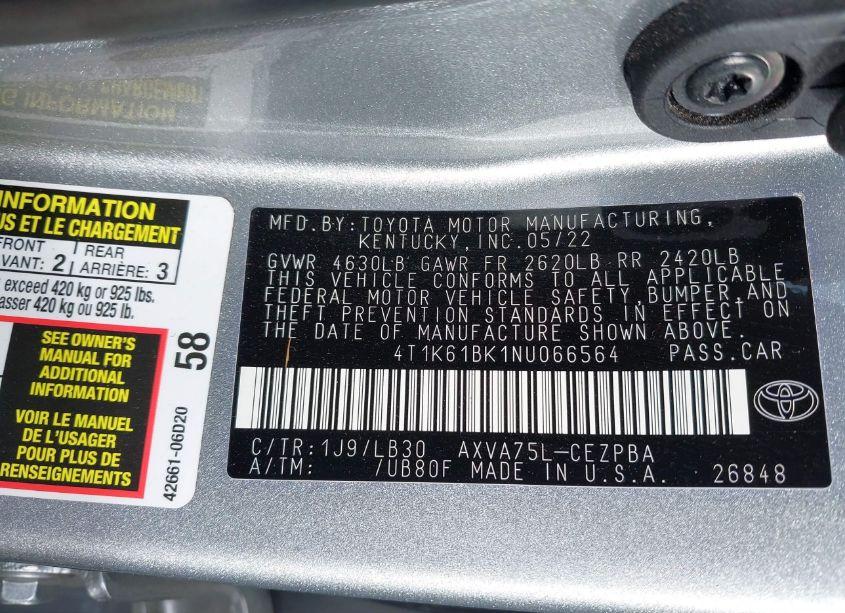 INFORMATION
US ET LE CHARGEMENT
FRONT
VANT: 2
REAR
ARRIÈRE: 3
exceed 420 kg or 925 lbs.
asser 420 kg ou 925 lb.
SEE OWNER'S
MANUAL FOR
ADDITIONAL
INFORMATION
VOIR LE MANUEL
DE L'USAGER
POUR PLUS DE
RENSEIGNEMENTS
58
42661-06D20
MFD.BY:TOYOTA MOTOR MANUFACTURING,
KENTUCKY,INC.05/22
GVWR 4630LB GAWR FR 2620LB RR 2420LB
THIS VEHICLE CONFORMS TO ALL APPLICABLE
FEDERAL MOTOR VEHICLE SAFETY,BUMPER,AND
THEFT PREVENTION STANDARDS IN EFFECT ON
THE DATE OF MANUFACTURE SHOWN ABOVE.
4T1K61BK1NU066564 PASS.CAR
C/TR:1J9/LB30 AXVA75L-CEZPBA
A/TM: 7UB80F MADE IN U.S.A. 26848